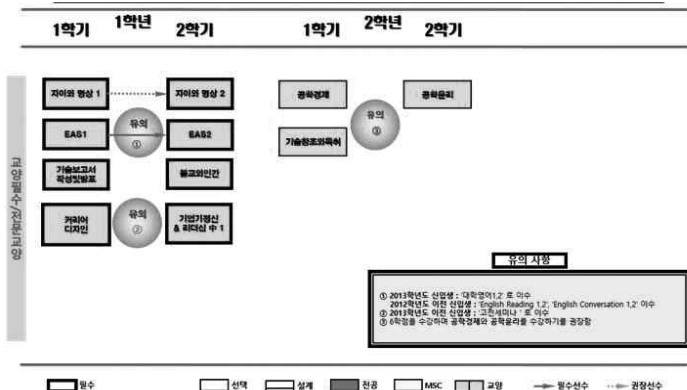 1학년 2학년
1학기 2학기 1학기 2학기
교양필수/전문교양
자아와 명상 1 자아와 명상 2 공학경제 공학윤리
EAS1 유의 ① EAS2 기술창조와특허 유의 ③
기술보고서
작성및발표
불교와인간
커리어
디자인
유의 ②
기업가정신
& 리더십 中 1
유의 사항
① 2013학년도 신입생 : '대학영어1,2' 로 이수
2012학년도 이전 신입생 : 'English Reading 1,2', 'English Conversation 1,2' 이수
② 2013학년도 이전 신입생 : '고전세미나 ' 로 이수
③ 6학점을 수강하며 공학경제와 공학윤리를 수강하기를 권장함
필수 선택 설계 전공 MSC 교양 필수선수 권장선수